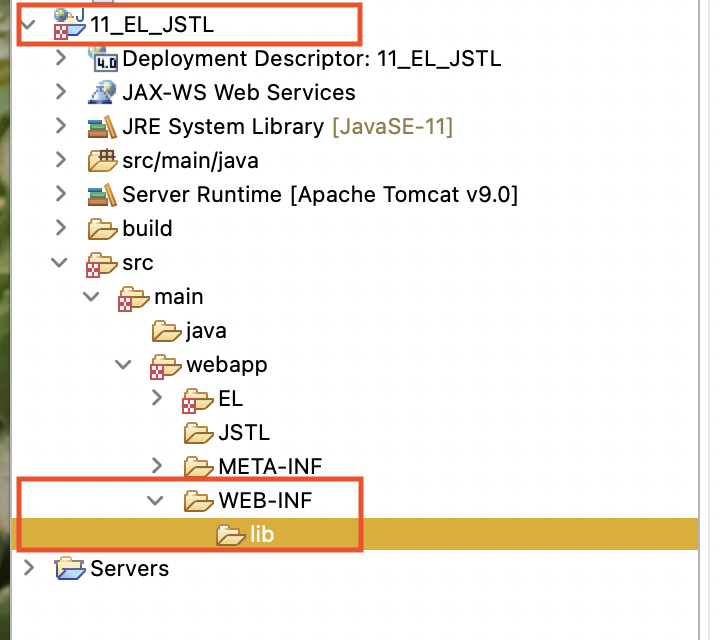 11_EL_JSTL
Deployment Descriptor: 11_EL_JSTL
JAX-WS Web Services
JRE System Library [JavaSE-11]
src/main/java
Server Runtime [Apache Tomcat v9.0]
build
src
main
java
webapp
EL
JSTL
META-INF
WEB-INF
lib
Servers